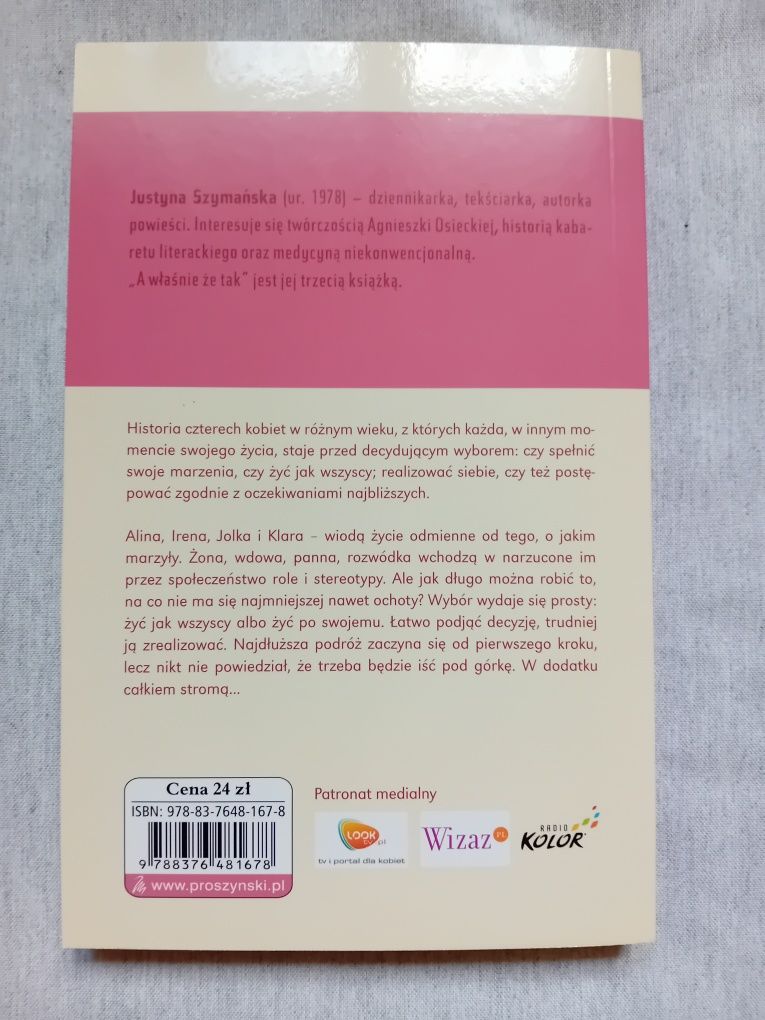 Justyna Szymańska (ur. 1978) – dziennikarka, tekściarka, autorka
powieści. Interesuje się twórczością Agnieszki Osieckiej, historią kaba-
retu literackiego oraz medycyną niekonwencjonalną.
„A właśnie że tak" jest jej trzecią książką.
Historia czterech kobiet w różnym wieku, z których każda, w innym mo-
mencie swojego życia, staje przed decydującym wyborem: czy spełnić
swoje marzenia, czy żyć jak wszyscy; realizować siebie, czy też postę-
pować zgodnie z oczekiwaniami najbliższych.
Alina, Irena, Jolka i Klara – wiodą życie odmienne od tego, o jakim
marzyły. Żona, wdowa, panna, rozwódka wchodzą w narzucone im
przez społeczeństwo role i stereotypy. Ale jak długo można robić to,
na co nie ma się najmniejszej nawet ochoty? Wybór wydaje się prosty:
żyć jak wszyscy albo żyć po swojemu. Łatwo podjąć decyzję, trudniej
ją zrealizować. Najdłuższa podróż zaczyna się od pierwszego kroku,
lecz nikt nie powiedział, że trzeba będzie iść pod górkę. W dodatku
całkiem stromą...
Cena 24 zł
ISBN: 978-83-7648-167-8
9 788376 481678
www.proszynski.pl
Patronat medialny
LOOK
tv.pl
tv i portal dla kobiet
Wizaz PL
RADIO
KOLOR